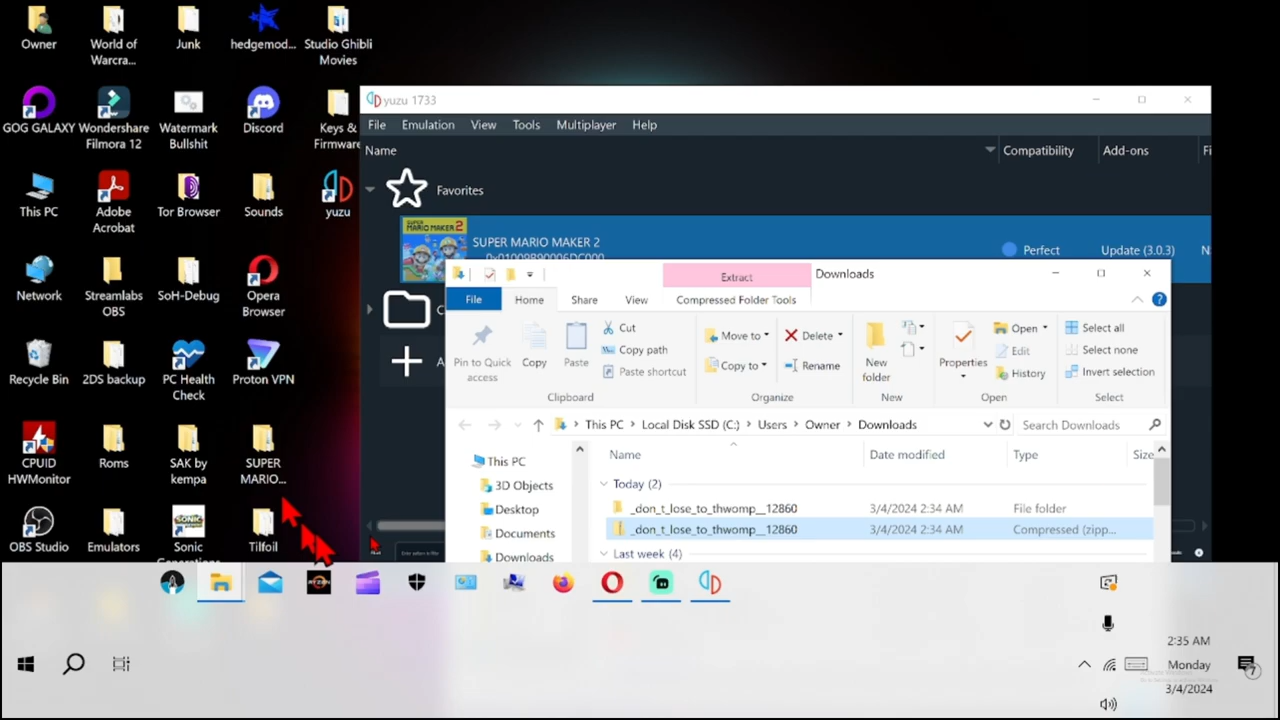 Owner
World of Warcra...
Junk
hedgemod...
Studio Ghibli Movies
GOG GALAXY
Wondershare Filmora 12
Watermark Bullshit
Discord
Keys & Firmware
This PC
Adobe Acrobat
Tor Browser
Sounds
yuzu
Network
Streamlabs OBS
SoH-Debug
Opera Browser
Recycle Bin
2DS backup
PC Health Check
Proton VPN
CPUID HWMonitor
Roms
SAK by kempa
SUPER MARIO...
OBS Studio
Emulators
Sonic
Tilfoil
yuzu 1733
File Emulation View Tools Multiplayer Help
Name Compatibility Add-ons Fi
Favorites
SUPER MARIO MAKER 2
Perfect Update (3.0.3)
Extract Downloads
File Home Share View Compressed Folder Tools
Pin to Quick access
Copy
Paste
Cut
Copy path
Paste shortcut
Clipboard
Move to
Copy to
Delete
Rename
Organize
New folder
New
Properties
Open
Edit
History
Open
Select all
Select none
Invert selection
Select
This PC Local Disk SSD (C:) Users Owner Downloads Search Downloads
Name Date modified Type Size
This PC
3D Objects
Desktop
Documents
Downloads
Today (2)
_don_t_lose_to_thwomp__12860 3/4/2024 2:34 AM File folder
_don_t_lose_to_thwomp__12860 3/4/2024 2:34 AM Compressed (zipp...
Last week (4)
RYZEN
2:35 AM
Monday
3/4/2024
7